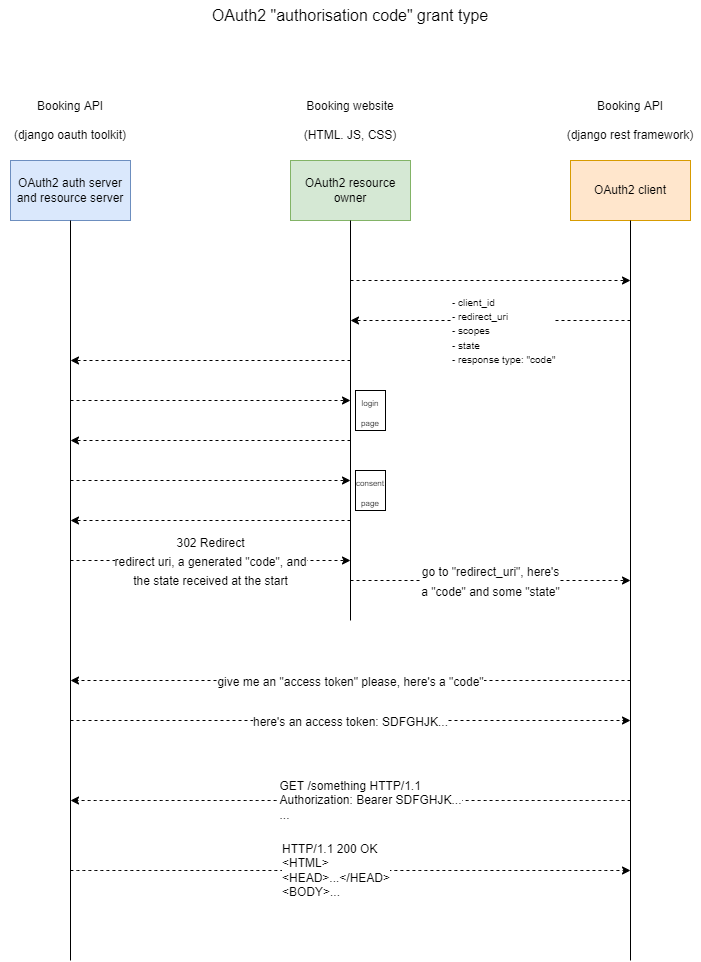 OAuth2 "authorisation code" grant type
Booking API
(django oauth toolkit)
Booking website
(HTML. JS, CSS)
Booking API
(django rest framework)
OAuth2 auth server
and resource server
OAuth2 resource
owner
OAuth2 client
- client_id
- redirect_uri
- scopes
- state
- response type: "code"
login
page
consent
page
302 Redirect
redirect uri, a generated "code", and
the state received at the start
go to "redirect_uri", here's
a "code" and some "state"
give me an "access token" please, here's a "code"
here's an access token: SDFGHJK...
GET /something HTTP/1.1
Authorization: Bearer SDFGHJK...
...
HTTP/1.1 200 OK
<HTML>
<HEAD>...</HEAD>
<BODY>...